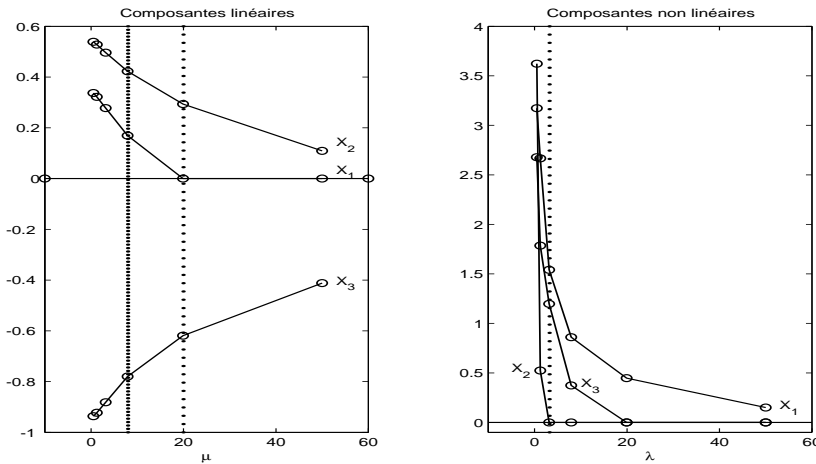 Composantes linéaires
0.6
0.4
0.2
0
-0.2
-0.4
-0.6
-0.8
-1
0
20
40
60
μ
X2
X1
X3
Composantes non linéaires
4
3.5
3
2.5
2
1.5
1
0.5
0
0
20
40
60
λ
X2
X3
X1